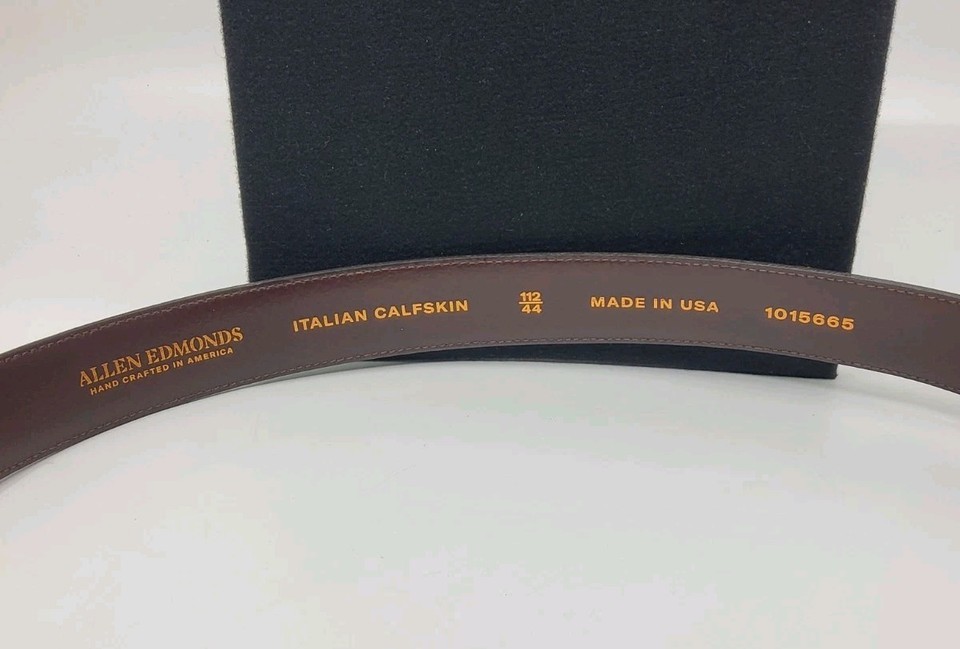 ALLEN EDMONDS
HAND CRAFTED IN AMERICA
ITALIAN CALFSKIN
112
44
MADE IN USA
1015665